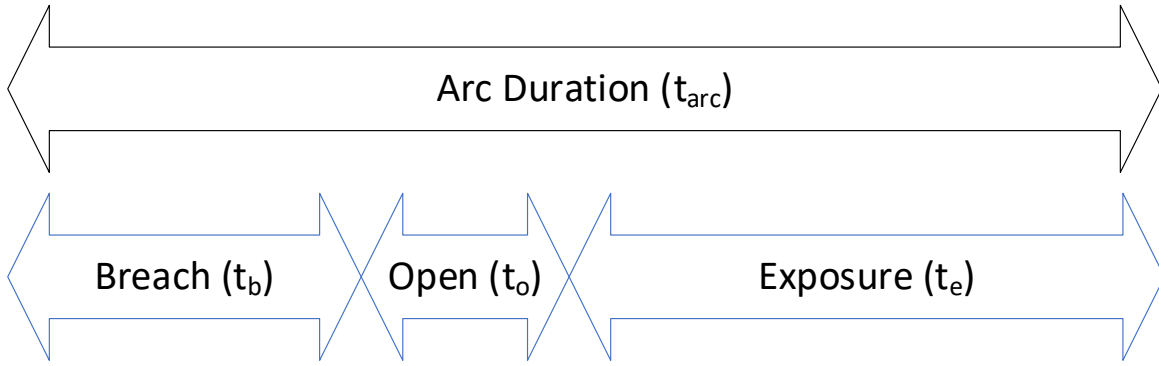 Arc Duration (tarc)
Breach (tb)
Open (to)
Exposure (te)